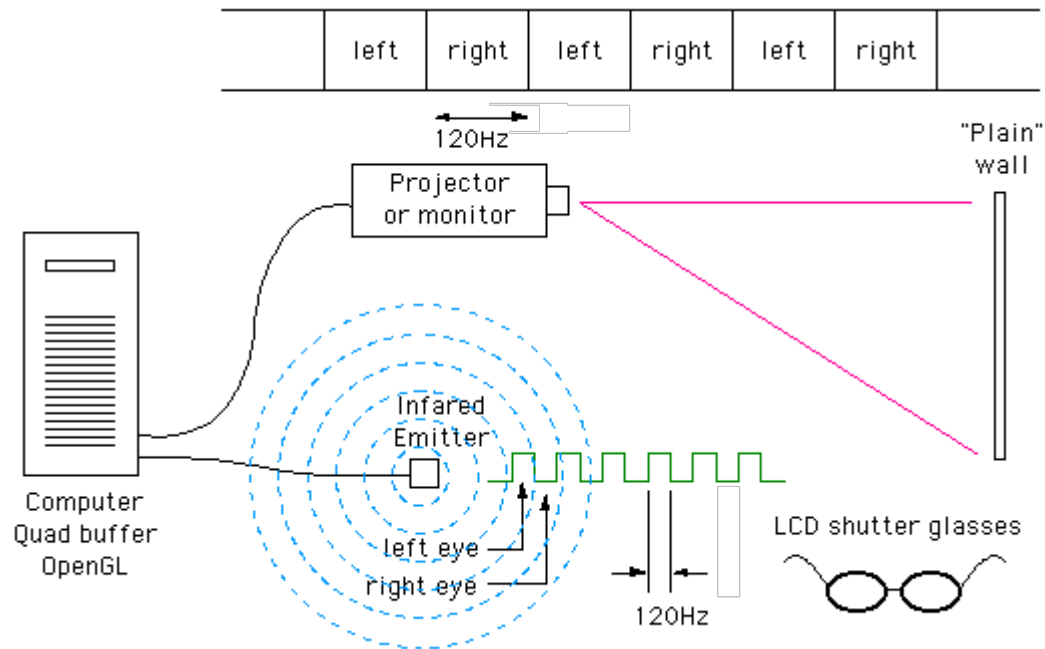 left right left right left right
120Hz
"Plain"
wall
Projector
or monitor
Infared
Emitter
Computer
Quad buffer
OpenGL
left eye
right eye
120Hz
LCD shutter glasses